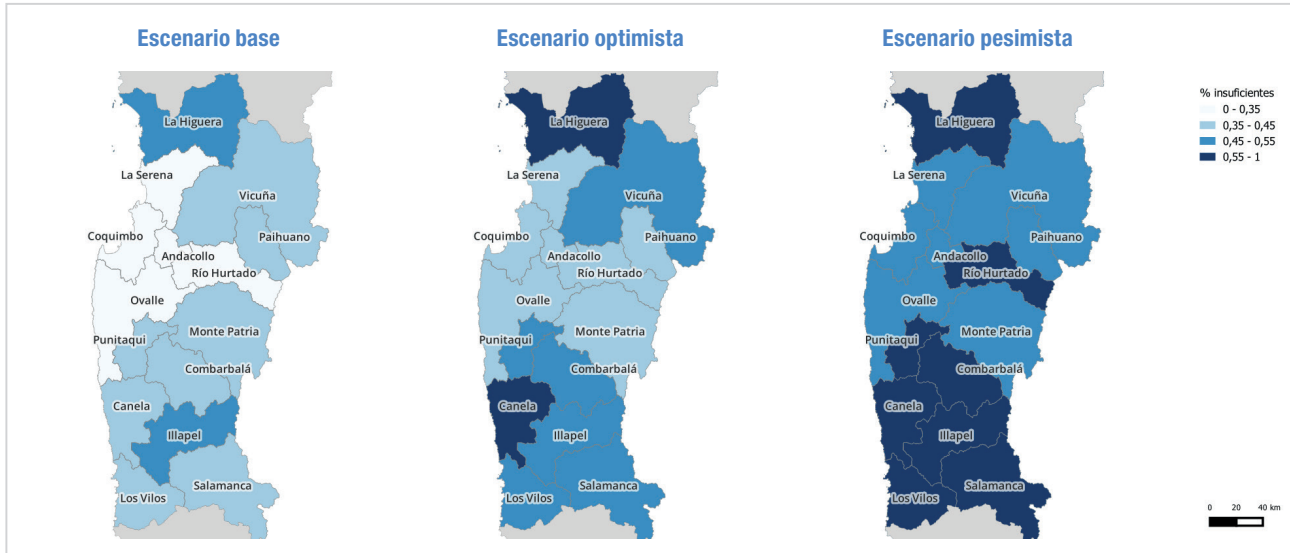 Escenario base
Escenario optimista
Escenario pesimista
La Higuera
La Serena
Vicuña
Coquimbo
Paihuano
Andacollo
Río Hurtado
Ovalle
Monte Patria
Punitaqui
Combarbalá
Canela
Illapel
Salamanca
Los Vilos
La Higuera
La Serena
Vicuña
Coquimbo
Paihuano
Andacollo
Río Hurtado
Ovalle
Monte Patria
Punitaqui
Combarbalá
Canela
Illapel
Salamanca
Los Vilos
La Higuera
La Serena
Vicuña
Coquimbo
Paihuano
Andacollo
Río Hurtado
Ovalle
Monte Patria
Punitaqui
Combarbalá
Canela
Illapel
Salamanca
Los Vilos
% insuficientes
0 - 0,35
0,35 - 0,45
0,45 - 0,55
0,55 - 1
0 20 40 km